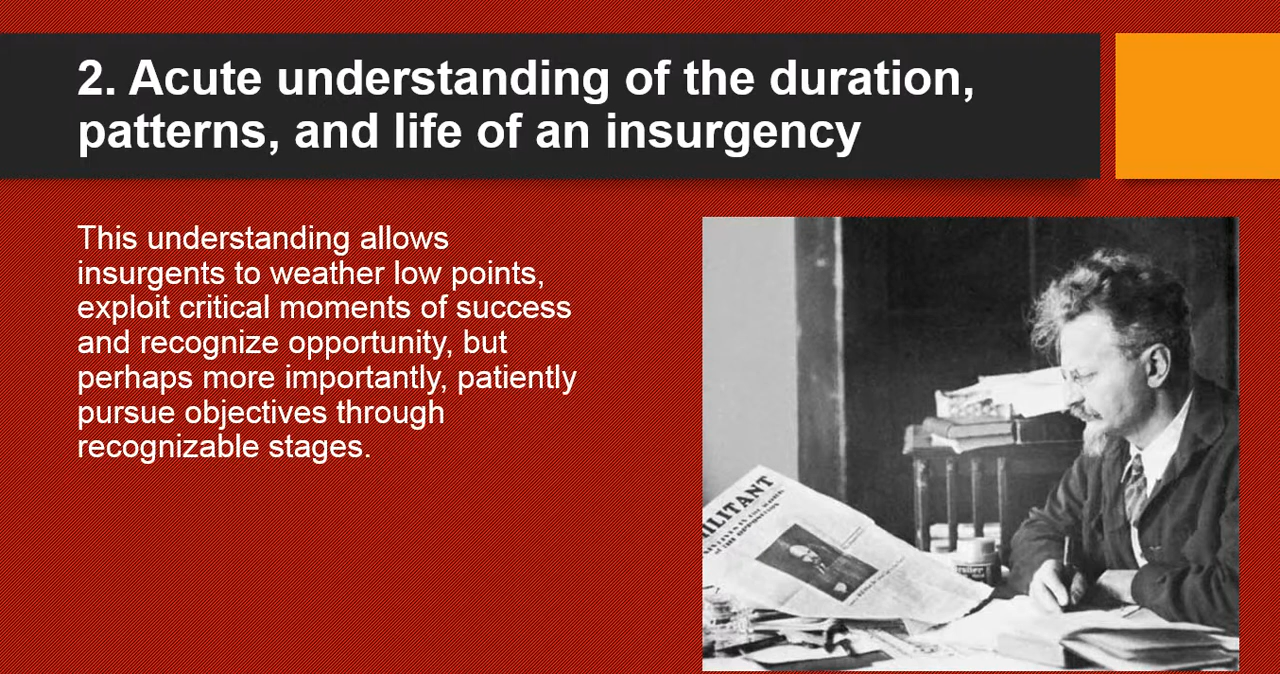 2. Acute understanding of the duration,
patterns, and life of an insurgency
This understanding allows
insurgents to weather low points,
exploit critical moments of success
and recognize opportunity, but
perhaps more importantly, patiently
pursue objectives through
recognizable stages.
ILITANT
OPPOSITION